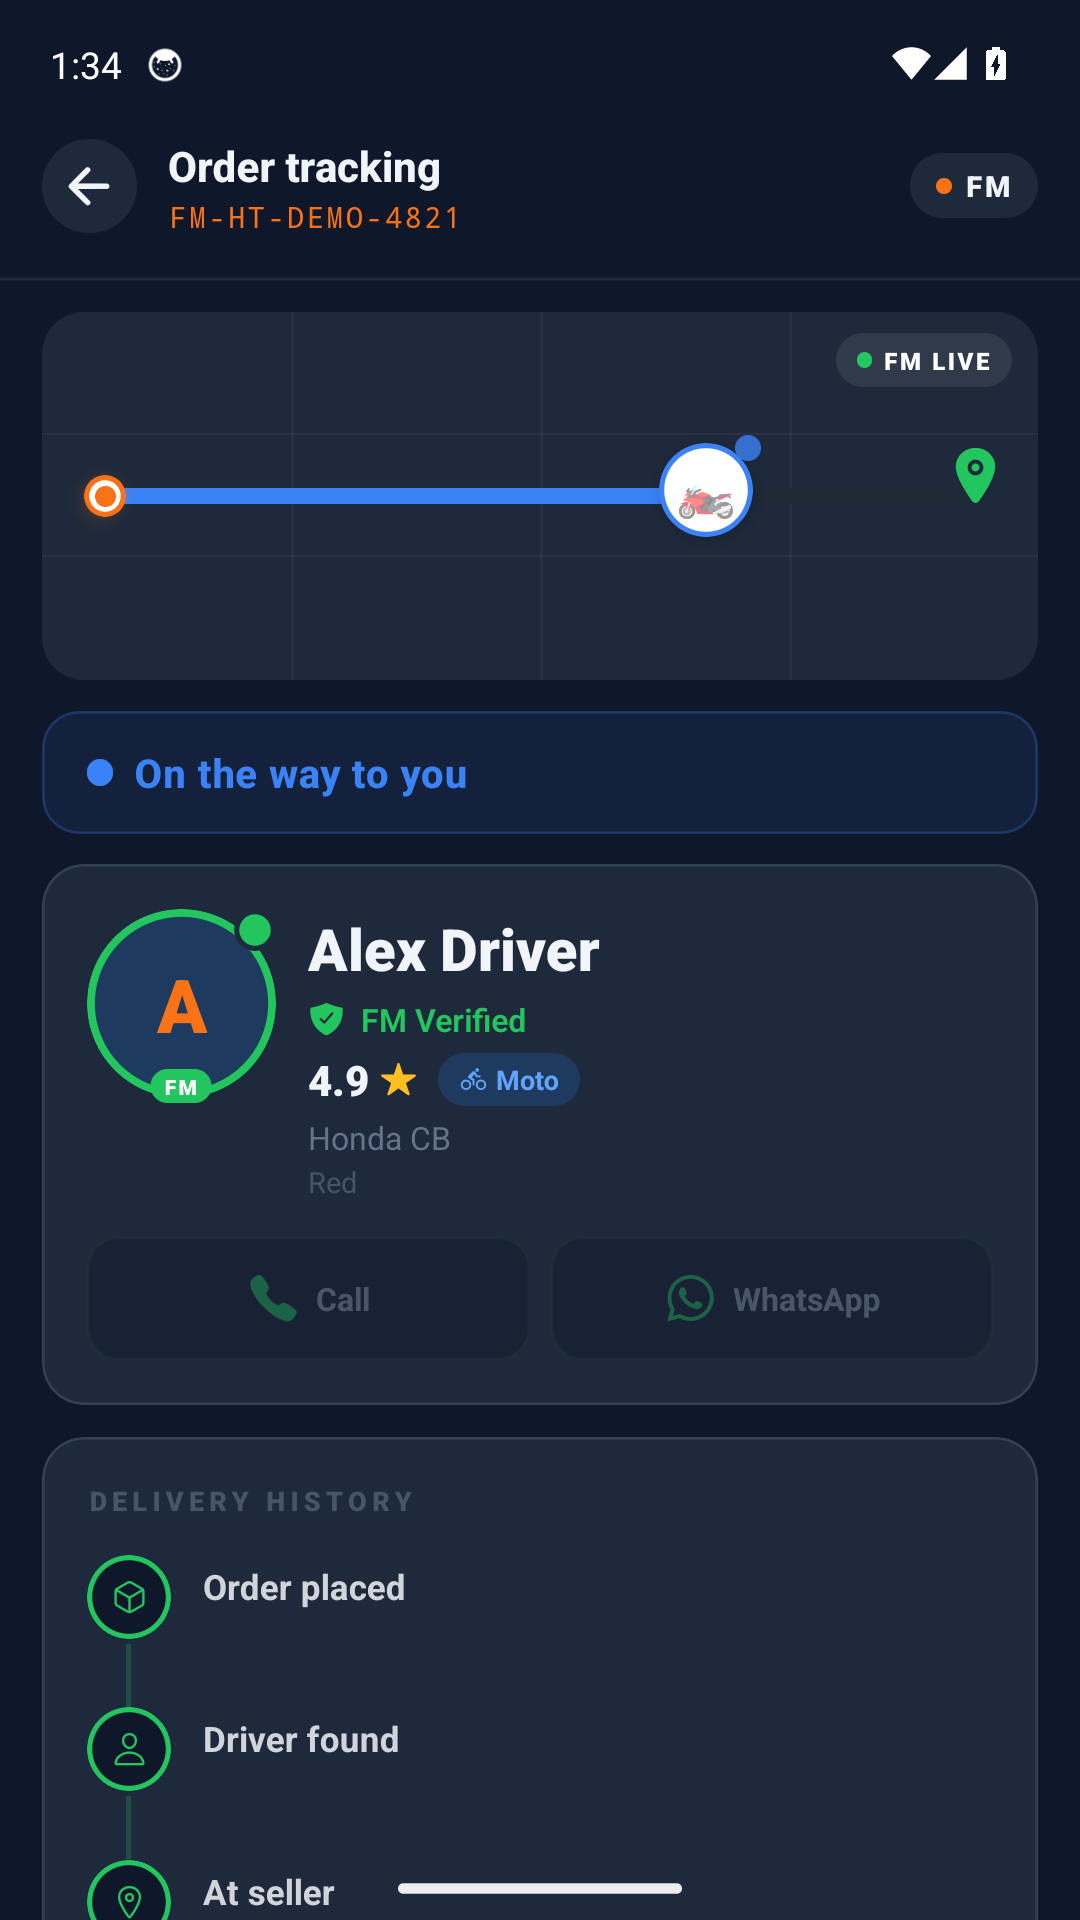 1:34
Order tracking
FM-HT-DEMO-4821
FM
FM LIVE
On the way to you
A
FM
Alex Driver
FM Verified
4.9
Moto
Honda CB
Red
Call
WhatsApp
DELIVERY HISTORY
Order placed
Driver found
At seller